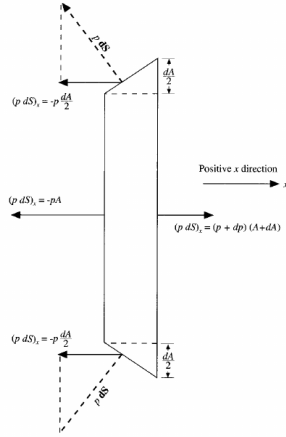 p dS
dA
2
(p dS)x = -p dA
2
Positive x direction
x
(p dS)x = -pA
(p dS)x = (p + dp) (A+dA)
(p dS)x = -p dA
2
dA
2
p dS